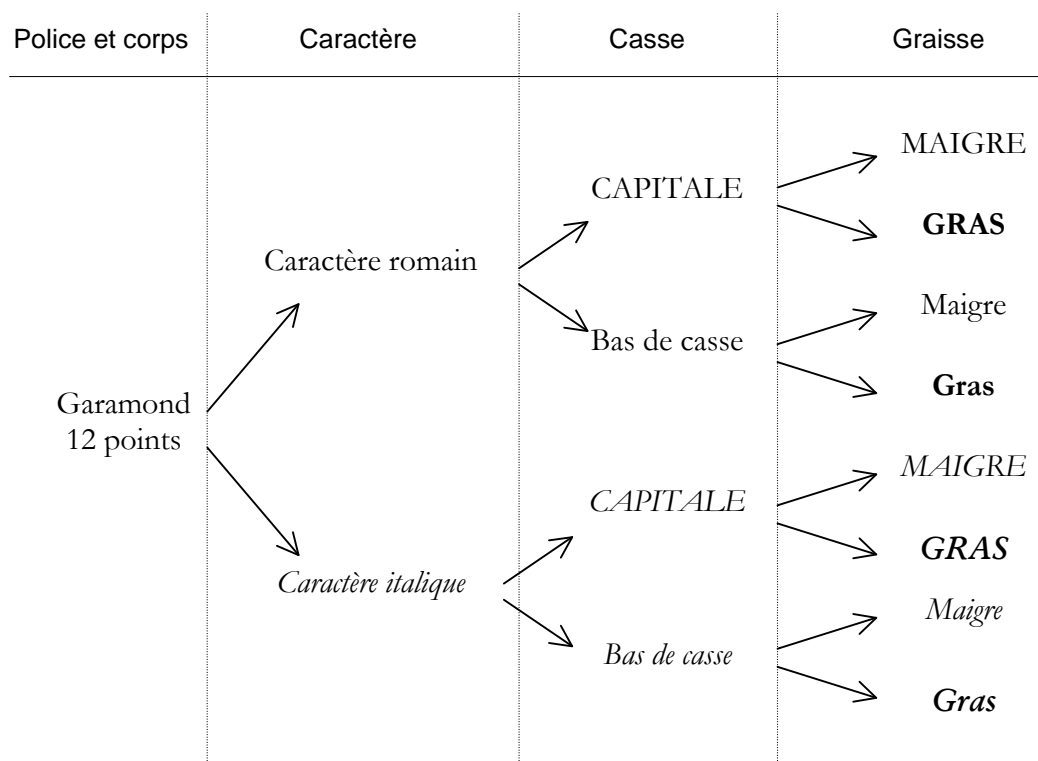 Police et corps Caractère Casse Graisse
MAIGRE
CAPITALE
GRAS
Caractère romain
Maigre
Bas de casse
Gras
Garamond
12 points
MAIGRE
CAPITALE
GRAS
Caractère italique
Maigre
Bas de casse
Gras